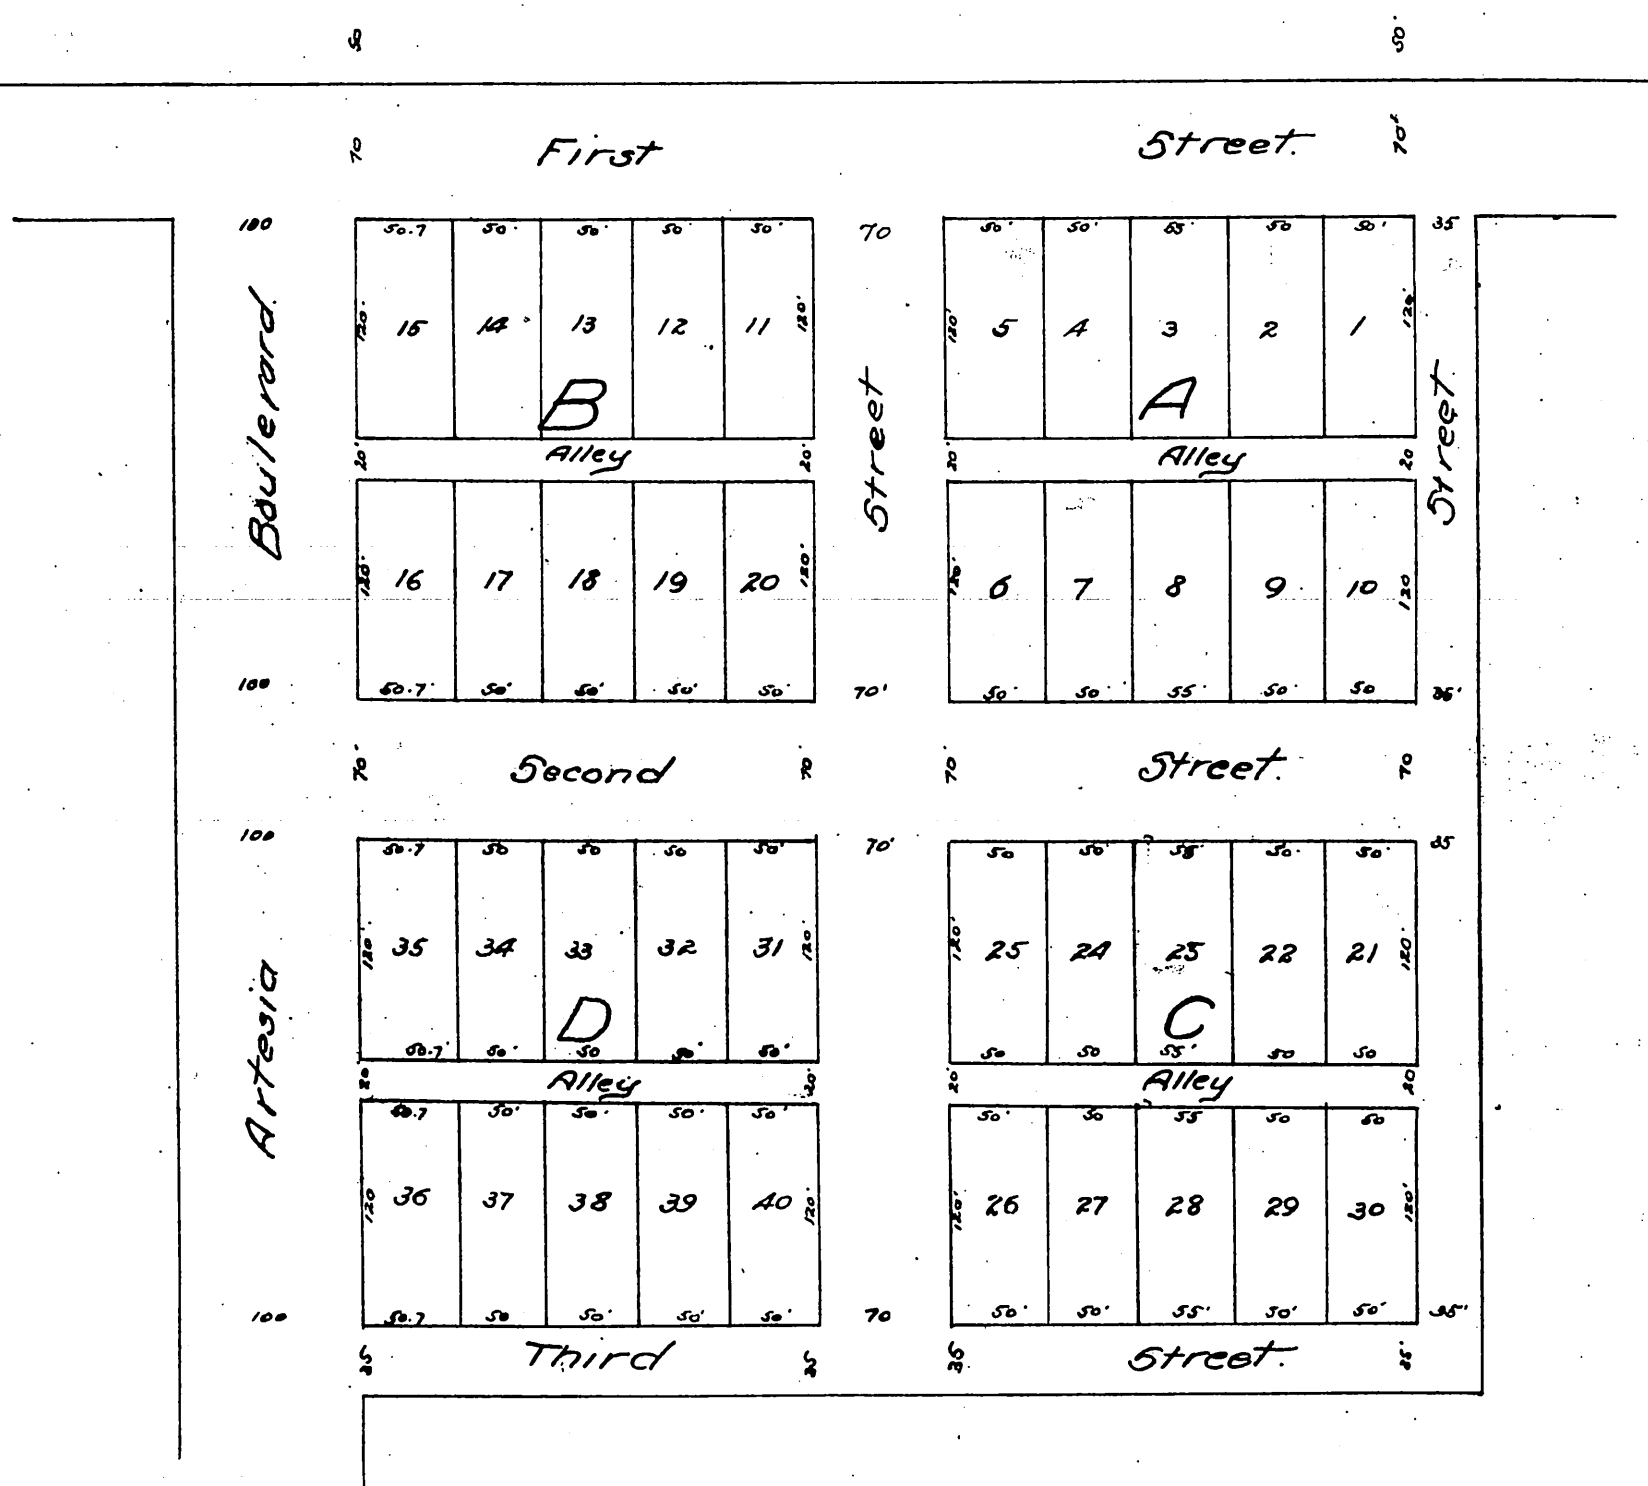 50 50'
70 First Street. 70'
100 50.7 50' 50' 50' 50' 70 50' 50' 55' 50 50' 35
120' 15 14 13 12 11 120' 120' 5 4 3 2 1 120'
B A
Boulevard. Street Street
20' Alley 20' 20' Alley 20
120' 16 17 18 19 20 120' 120' 6 7 8 9 10 120
100 50.7' 50' 50' 50' 50' 70' 50' 50' 55' 50' 50 35'
70' Second 70' 70' Street. 70
100 50.7 50 50 50 50' 70' 50 50' 55' 50' 50' 35
120' 35 34 33 32 31 120' 120' 25 24 23 22 21 120'
D C
Artesia
50.7' 50' 50 50' 50' 50 50 55' 50 50
20' Alley 20' 20' Alley 20
50.7 50' 50' 50' 50' 50' 50 55 50 50
120 36 37 38 39 40 120' 120' 26 27 28 29 30 120'
100 50.7 50 50' 50' 50' 70 50' 50' 55' 50' 50' 35'
35 Third 35 35 Street. 35'